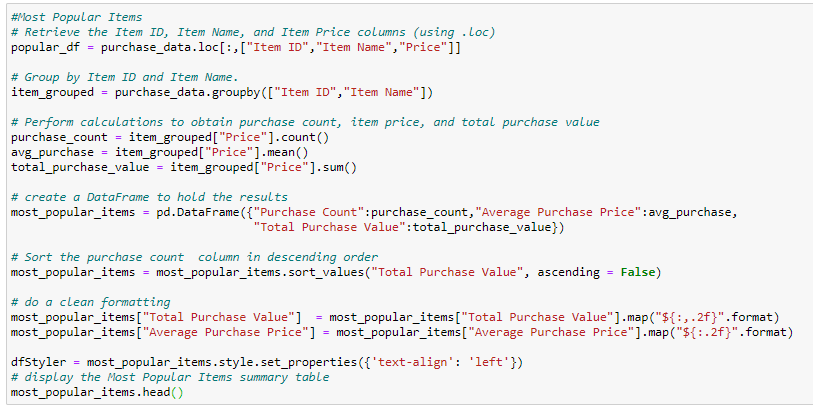 #Most Popular Items
# Retrieve the Item ID, Item Name, and Item Price columns (using .loc)
popular_df = purchase_data.loc[:,["Item ID","Item Name","Price"]]
# Group by Item ID and Item Name.
item_grouped = purchase_data.groupby(["Item ID","Item Name"])
# Perform calculations to obtain purchase count, item price, and total purchase value
purchase_count = item_grouped["Price"].count()
avg_purchase = item_grouped["Price"].mean()
total_purchase_value = item_grouped["Price"].sum()
# create a DataFrame to hold the results
most_popular_items = pd.DataFrame({"Purchase Count":purchase_count,"Average Purchase Price":avg_purchase,
"Total Purchase Value":total_purchase_value})
# Sort the purchase count  column in descending order
most_popular_items = most_popular_items.sort_values("Total Purchase Value", ascending = False)
# do a clean formatting
most_popular_items["Total Purchase Value"]  = most_popular_items["Total Purchase Value"].map("${:,.2f}".format)
most_popular_items["Average Purchase Price"] = most_popular_items["Average Purchase Price"].map("${:.2f}".format)
dfStyler = most_popular_items.style.set_properties({'text-align': 'left'})
# display the Most Popular Items summary table
most_popular_items.head()